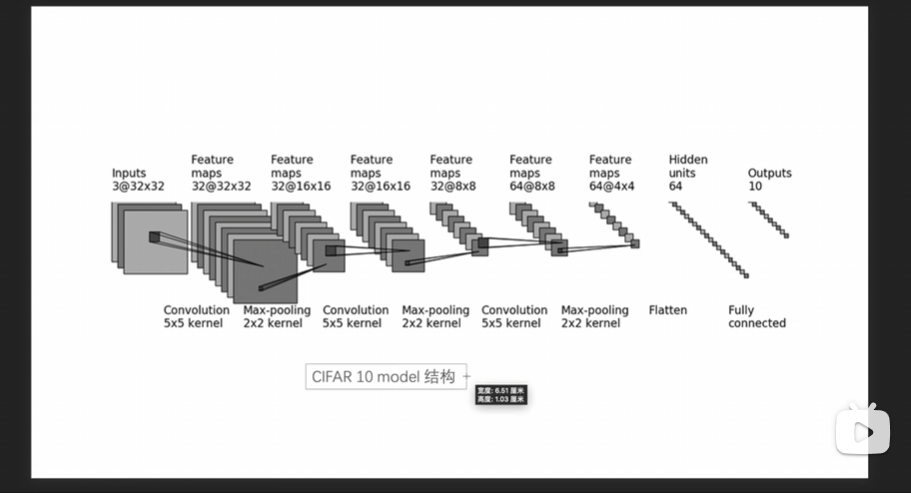 Inputs
3@32x32
Feature
maps
32@32x32
Feature
maps
32@16x16
Feature
maps
32@16x16
Feature
maps
32@8x8
Feature
maps
64@8x8
Feature
maps
64@4x4
Hidden
units
64
Outputs
10
Convolution
5x5 kernel
Max-pooling
2x2 kernel
Convolution
5x5 kernel
Max-pooling
2x2 kernel
Convolution
5x5 kernel
Max-pooling
2x2 kernel
Flatten
Fully
connected
CIFAR 10 model 结构
宽度: 6.51 厘米
高度: 1.03 厘米